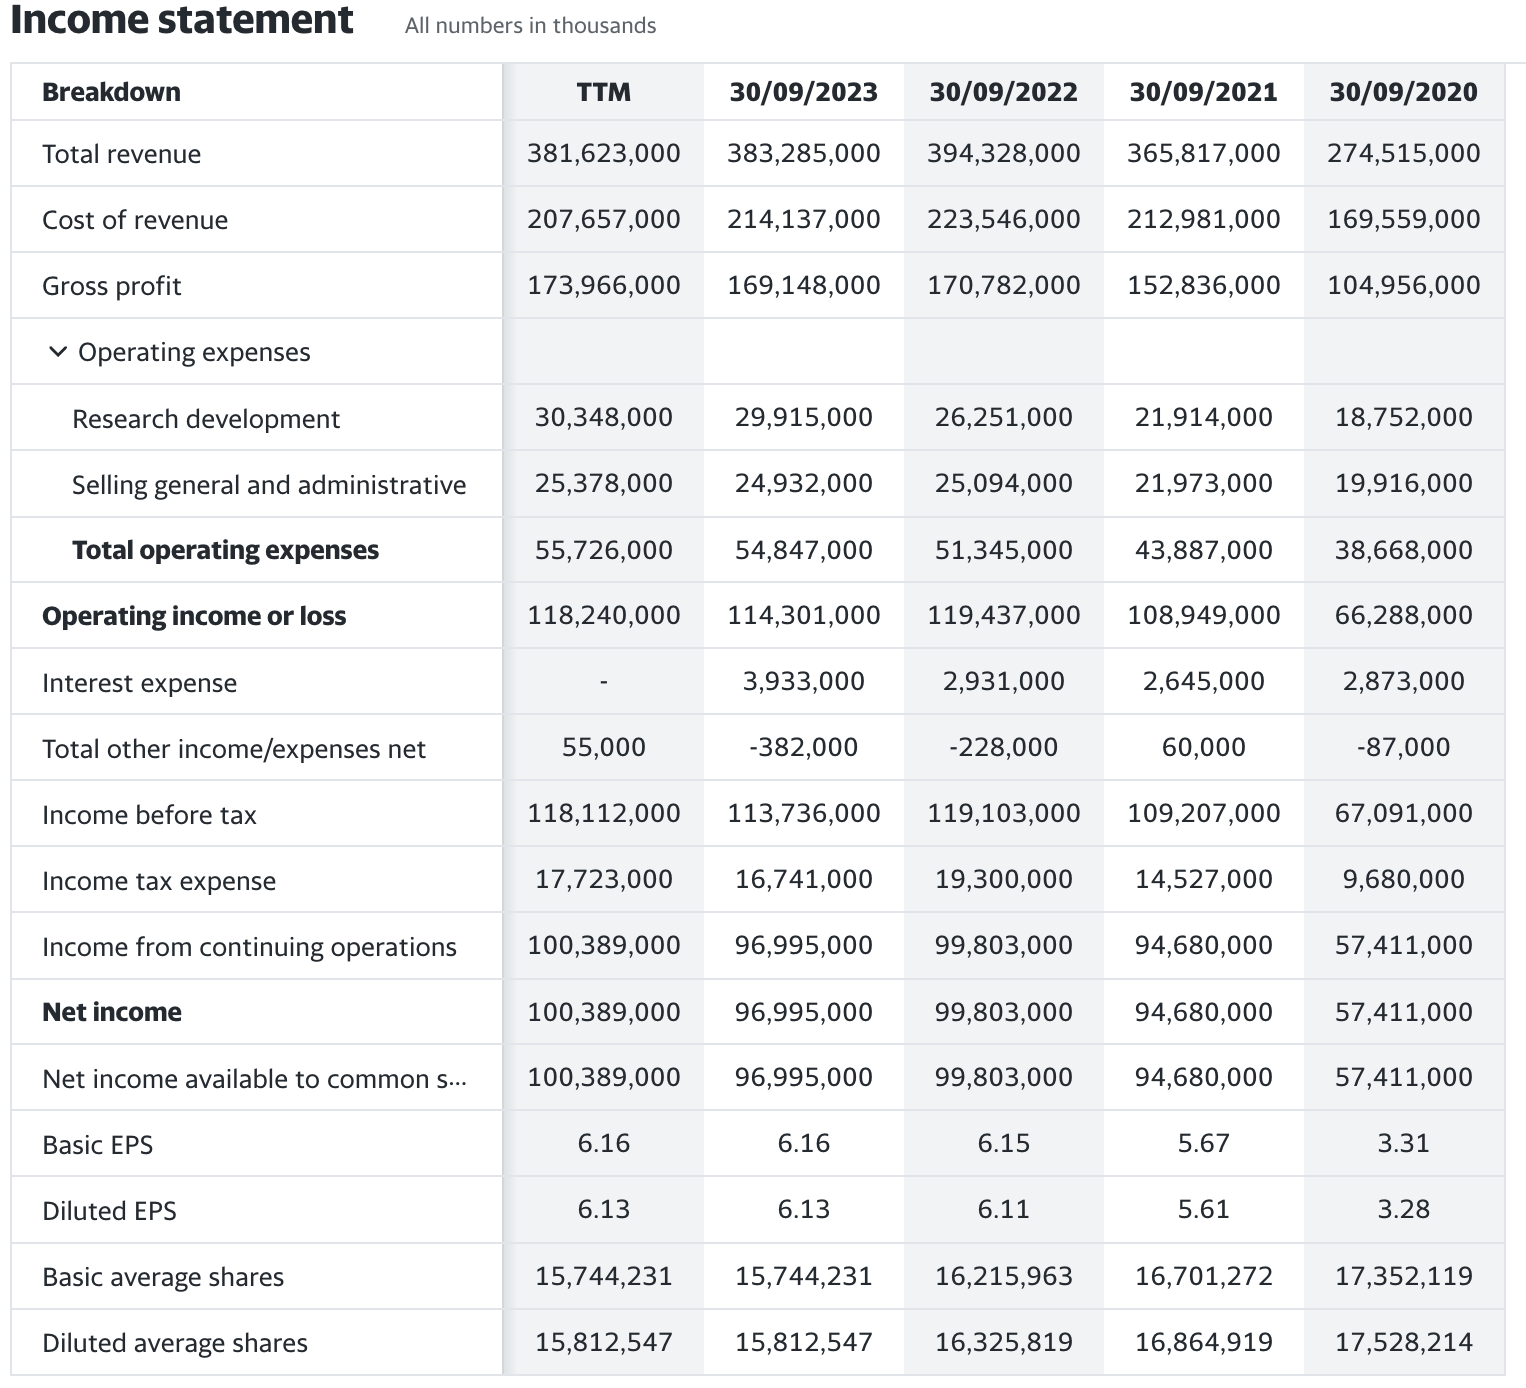 Income statement All numbers in thousands
Breakdown TTM 30/09/2023 30/09/2022 30/09/2021 30/09/2020
Total revenue 381,623,000 383,285,000 394,328,000 365,817,000 274,515,000
Cost of revenue 207,657,000 214,137,000 223,546,000 212,981,000 169,559,000
Gross profit 173,966,000 169,148,000 170,782,000 152,836,000 104,956,000
Operating expenses
Research development 30,348,000 29,915,000 26,251,000 21,914,000 18,752,000
Selling general and administrative 25,378,000 24,932,000 25,094,000 21,973,000 19,916,000
Total operating expenses 55,726,000 54,847,000 51,345,000 43,887,000 38,668,000
Operating income or loss 118,240,000 114,301,000 119,437,000 108,949,000 66,288,000
Interest expense - 3,933,000 2,931,000 2,645,000 2,873,000
Total other income/expenses net 55,000 -382,000 -228,000 60,000 -87,000
Income before tax 118,112,000 113,736,000 119,103,000 109,207,000 67,091,000
Income tax expense 17,723,000 16,741,000 19,300,000 14,527,000 9,680,000
Income from continuing operations 100,389,000 96,995,000 99,803,000 94,680,000 57,411,000
Net income 100,389,000 96,995,000 99,803,000 94,680,000 57,411,000
Net income available to common s... 100,389,000 96,995,000 99,803,000 94,680,000 57,411,000
Basic EPS 6.16 6.16 6.15 5.67 3.31
Diluted EPS 6.13 6.13 6.11 5.61 3.28
Basic average shares 15,744,231 15,744,231 16,215,963 16,701,272 17,352,119
Diluted average shares 15,812,547 15,812,547 16,325,819 16,864,919 17,528,214